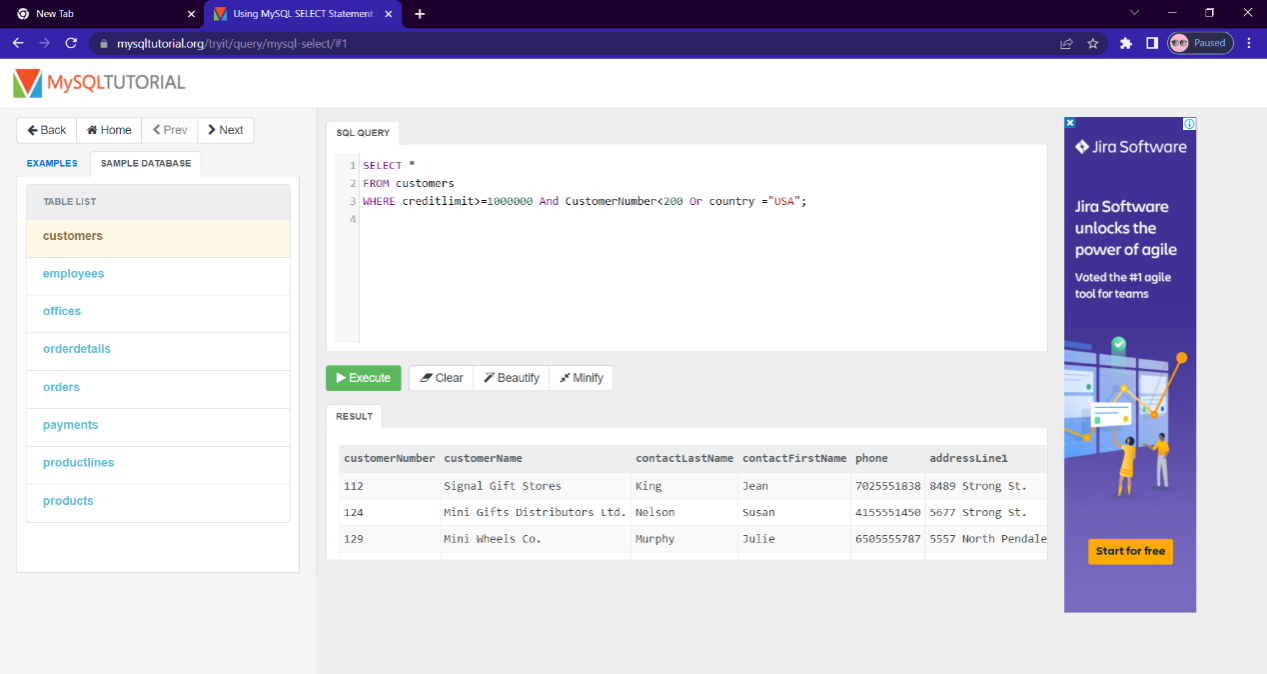 New Tab
Using MySQL SELECT Statement
mysqltutorial.org/tryit/query/mysql-select/#1
Paused
MySQLTUTORIAL
Back
Home
Prev
Next
EXAMPLES
SAMPLE DATABASE
TABLE LIST
customers
employees
offices
orderdetails
orders
payments
productlines
products
SQL QUERY
1 SELECT *
2 FROM customers
3 WHERE creditlimit>=1000000 And CustomerNumber<200 Or country ="USA";
4
Execute
Clear
Beautify
Minify
RESULT
customerNumber customerName contactLastName contactFirstName phone addressLine1
112 Signal Gift Stores King Jean 7025551838 8489 Strong St.
124 Mini Gifts Distributors Ltd. Nelson Susan 4155551450 5677 Strong St.
129 Mini Wheels Co. Murphy Julie 6505555787 5557 North Pendale
Jira Software
Jira Software
unlocks the
power of agile
Voted the #1 agile
tool for teams
Start for free